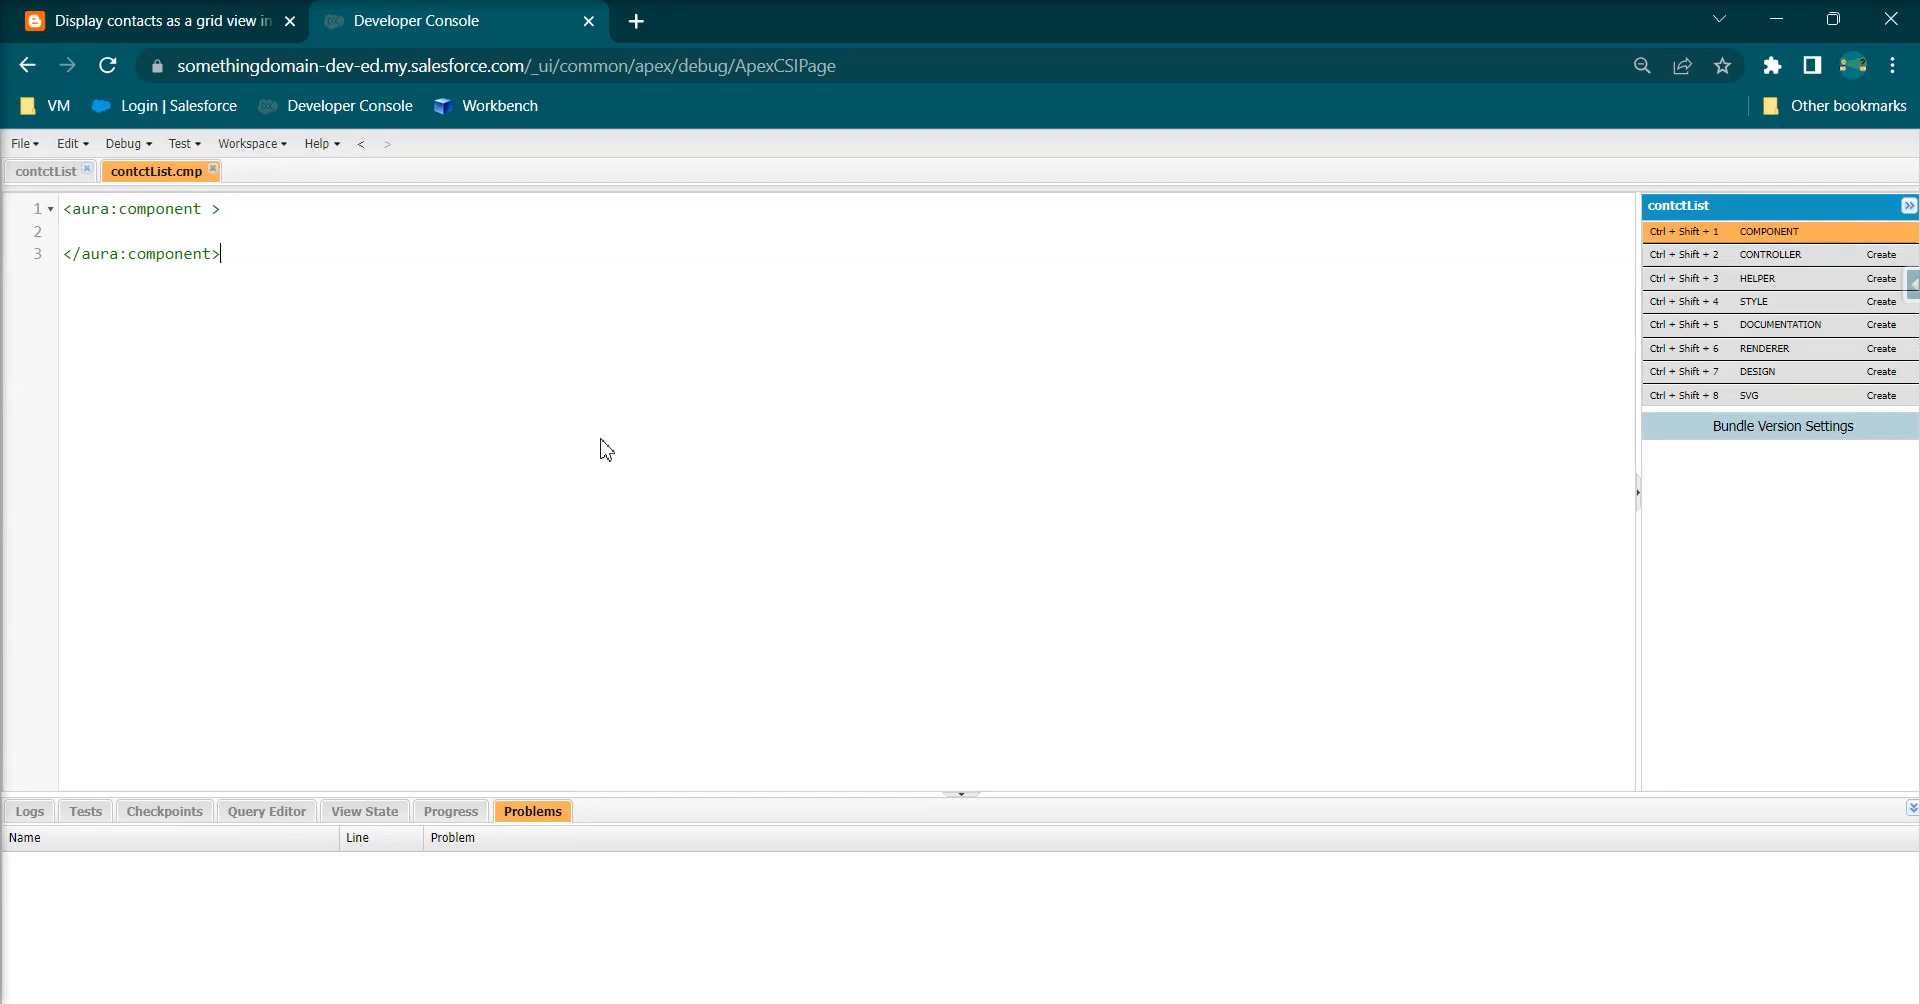 Display contacts as a grid view in
Developer Console
somethingdomain-dev-ed.my.salesforce.com/_ui/common/apex/debug/ApexCSIPage
VM Login | Salesforce Developer Console Workbench Other bookmarks
File Edit Debug Test Workspace Help < >
contctList contctList.cmp
1 <aura:component >
2
3 </aura:component>
contctList
Ctrl + Shift + 1 COMPONENT
Ctrl + Shift + 2 CONTROLLER Create
Ctrl + Shift + 3 HELPER Create
Ctrl + Shift + 4 STYLE Create
Ctrl + Shift + 5 DOCUMENTATION Create
Ctrl + Shift + 6 RENDERER Create
Ctrl + Shift + 7 DESIGN Create
Ctrl + Shift + 8 SVG Create
Bundle Version Settings
Logs Tests Checkpoints Query Editor View State Progress Problems
Name Line Problem